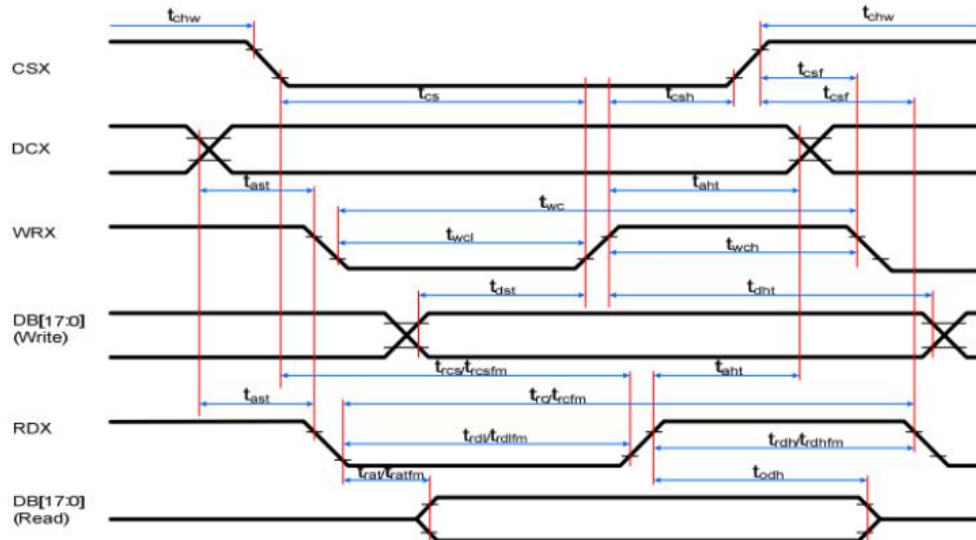 tchw tchw
CSX
tcsf
tcs tcsh tcsf
DCX
tast taht
twc
WRX
twcl twch
tdst tdht
DB[17:0]
(Write)
trcs/trcsfm taht
tast trc/trcfm
RDX
trdl/trdlfm trdh/trdhfm
trat/tratfm todh
DB[17:0]
(Read)